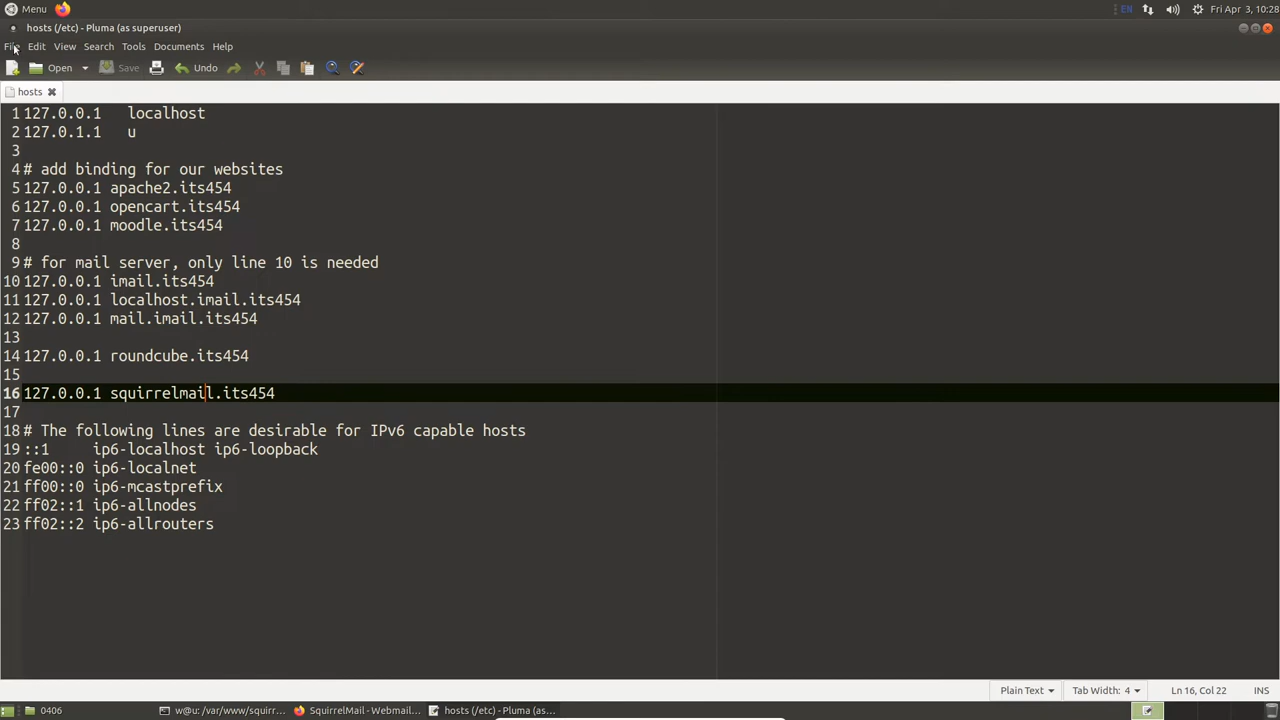 Menu EN Fri Apr 3, 10:28
hosts (/etc) - Pluma (as superuser)
File Edit View Search Tools Documents Help
Open Save Undo
hosts
1 127.0.0.1 localhost
2 127.0.1.1 u
3
4 # add binding for our websites
5 127.0.0.1 apache2.its454
6 127.0.0.1 opencart.its454
7 127.0.0.1 moodle.its454
8
9 # for mail server, only line 10 is needed
10 127.0.0.1 imail.its454
11 127.0.0.1 localhost.imail.its454
12 127.0.0.1 mail.imail.its454
13
14 127.0.0.1 roundcube.its454
15
16 127.0.0.1 squirrelmail.its454
17
18 # The following lines are desirable for IPv6 capable hosts
19 ::1 ip6-localhost ip6-loopback
20 fe00::0 ip6-localnet
21 ff00::0 ip6-mcastprefix
22 ff02::1 ip6-allnodes
23 ff02::2 ip6-allrouters
Plain Text Tab Width: 4 Ln 16, Col 22 INS
0406 w@u: /var/www/squirr... SquirrelMail - Webmail... hosts (/etc) - Pluma (as...